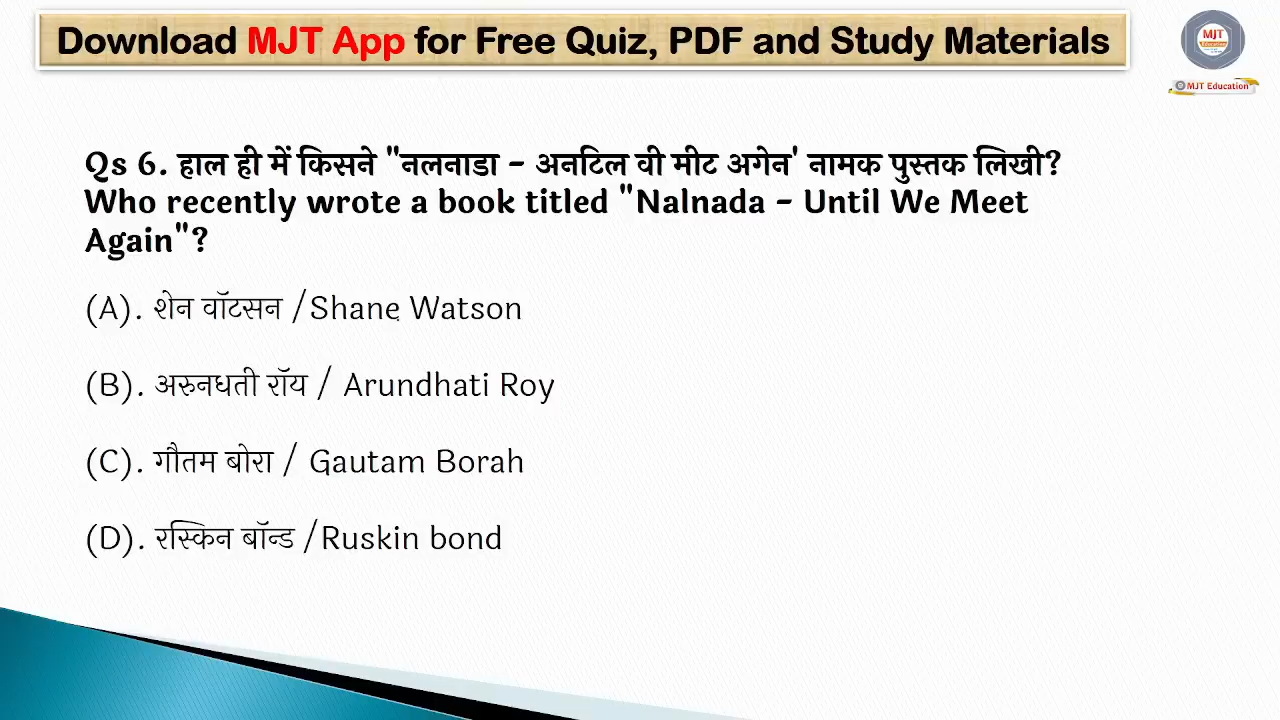 Download MJT App for Free Quiz, PDF and Study Materials
MJT
Education
MJT Education
Qs 6. हाल ही में किसने "नलनाडा - अनटिल वी मीट अगेन' नामक पुस्तक लिखी?
Who recently wrote a book titled "Nalnada - Until We Meet
Again"?
(A). शेन वॉटसन /Shane Watson
(B). अरुनधती रॉय / Arundhati Roy
(C). गौतम बोरा / Gautam Borah
(D). रस्किन बॉन्ड /Ruskin bond